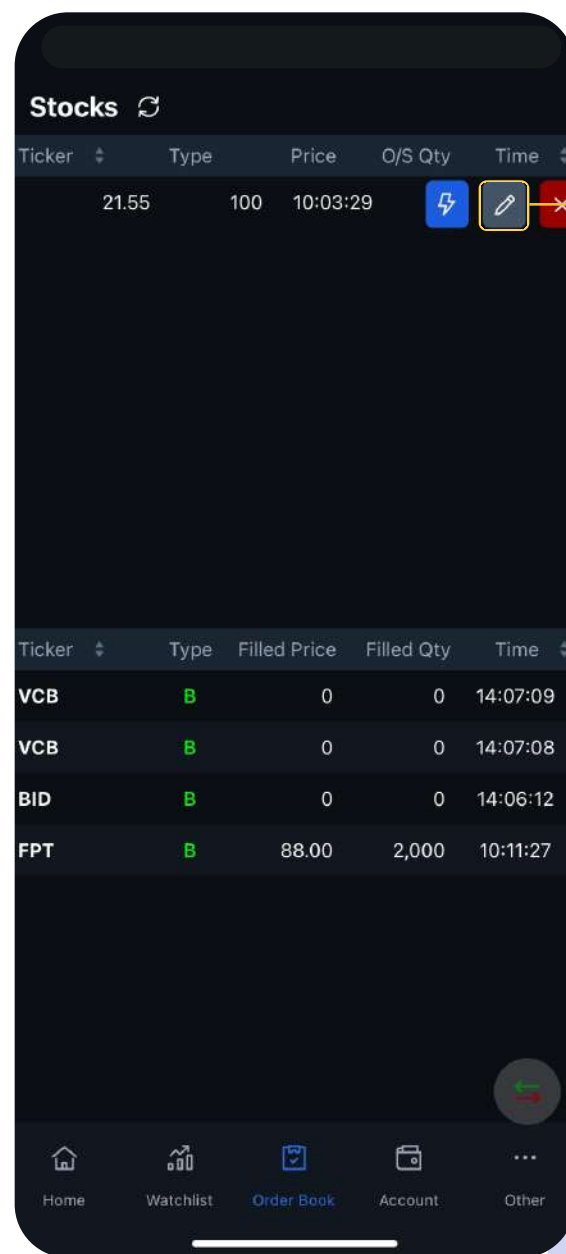 Stocks
Ticker Type Price O/S Qty Time
21.55 100 10:03:29
Ticker Type Filled Price Filled Qty Time
VCB B 0 0 14:07:09
VCB B 0 0 14:07:08
BID B 0 0 14:06:12
FPT B 88.00 2,000 10:11:27
Home Watchlist Order Book Account Other